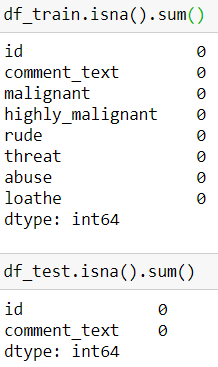 df_train.isna().sum()
id 0
comment_text 0
malignant 0
highly_malignant 0
rude 0
threat 0
abuse 0
loathe 0
dtype: int64
df_test.isna().sum()
id 0
comment_text 0
dtype: int64